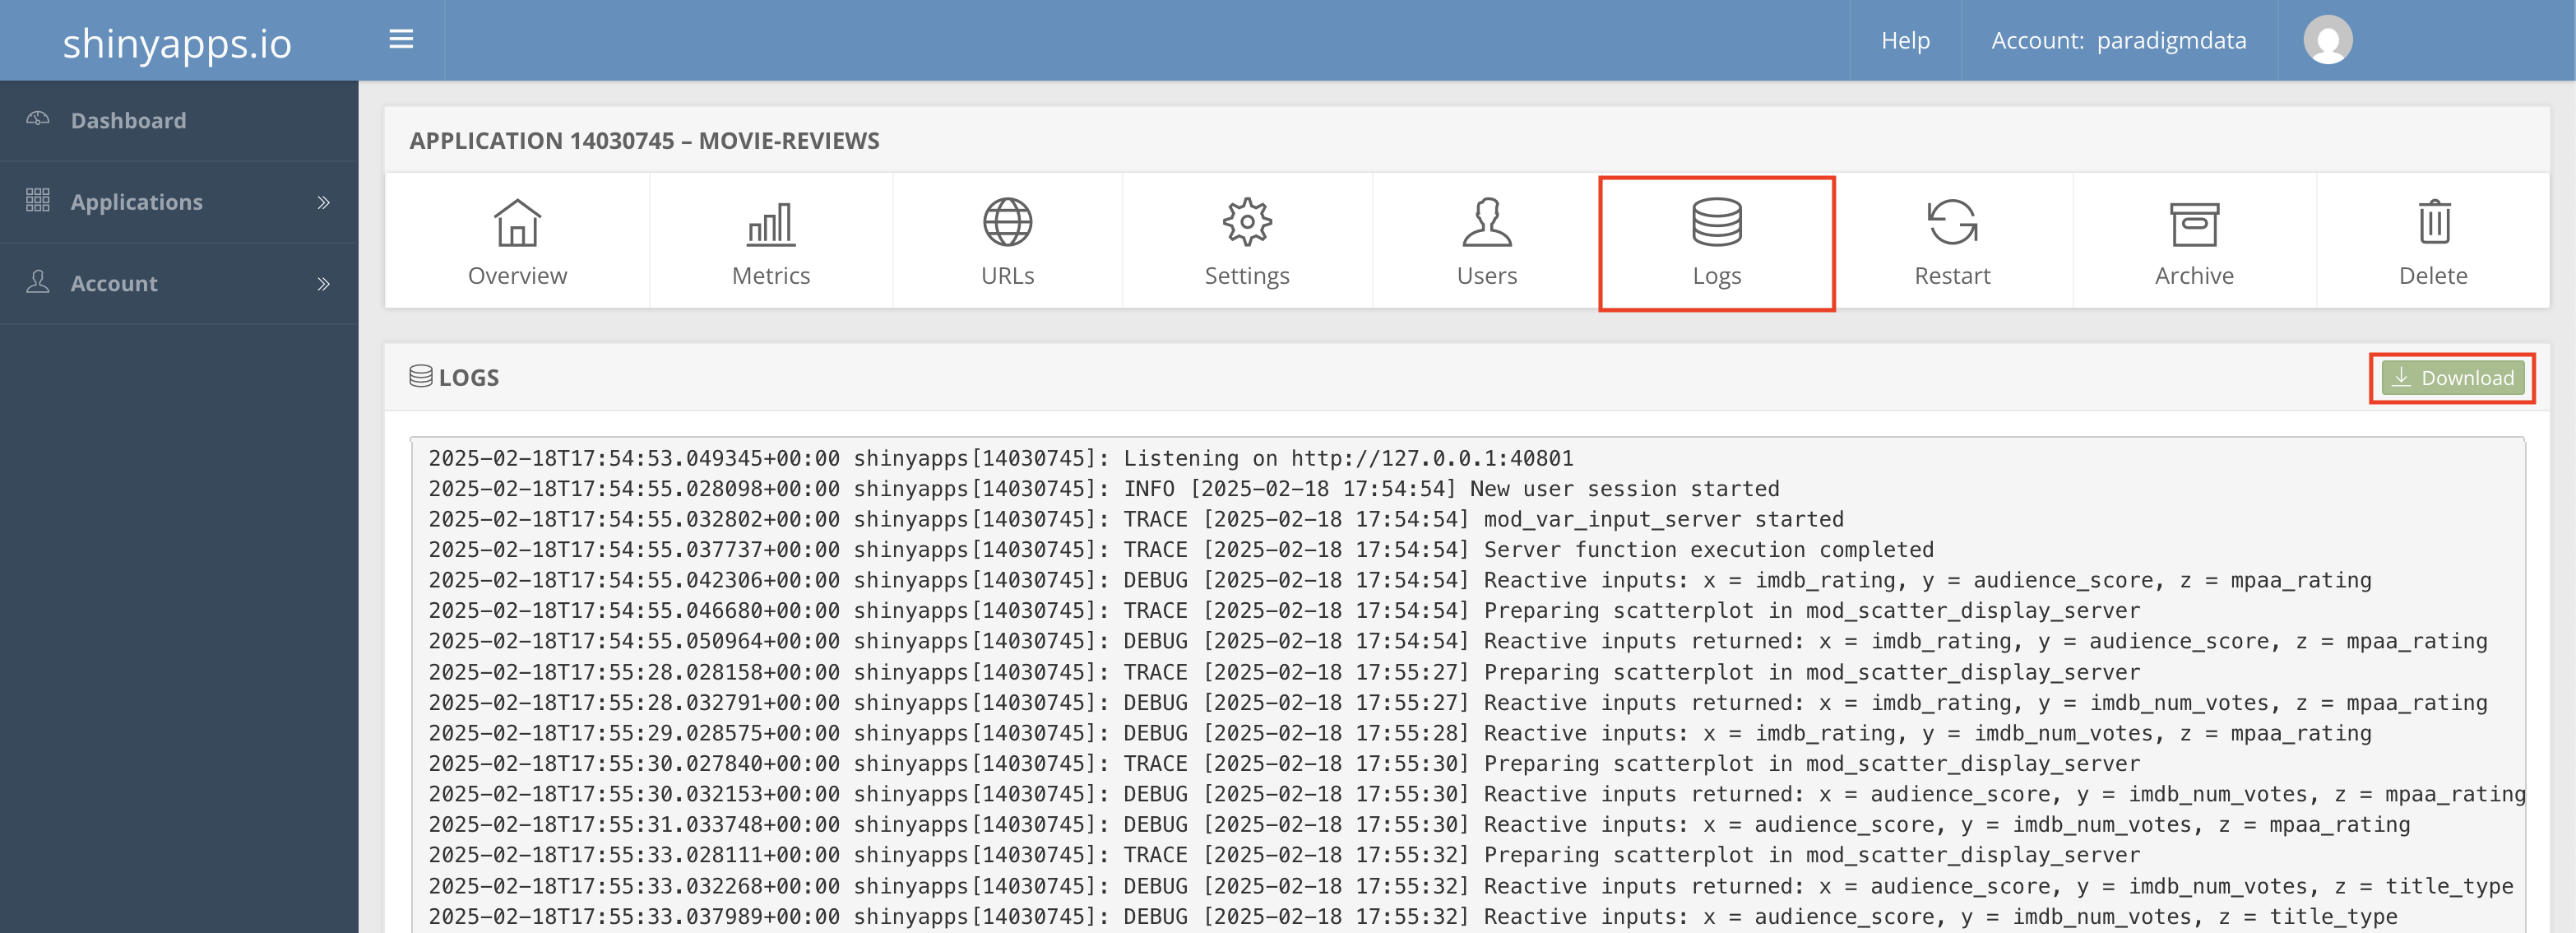 shinyapps.io
Help
Account: paradigmdata
Dashboard
Applications
Account
APPLICATION 14030745 – MOVIE-REVIEWS
Overview
Metrics
URLs
Settings
Users
Logs
Restart
Archive
Delete
LOGS
Download
2025-02-18T17:54:53.049345+00:00 shinyapps[14030745]: Listening on http://127.0.0.1:40801
2025-02-18T17:54:55.028098+00:00 shinyapps[14030745]: INFO [2025-02-18 17:54:54] New user session started
2025-02-18T17:54:55.032802+00:00 shinyapps[14030745]: TRACE [2025-02-18 17:54:54] mod_var_input_server started
2025-02-18T17:54:55.037737+00:00 shinyapps[14030745]: TRACE [2025-02-18 17:54:54] Server function execution completed
2025-02-18T17:54:55.042306+00:00 shinyapps[14030745]: DEBUG [2025-02-18 17:54:54] Reactive inputs: x = imdb_rating, y = audience_score, z = mpaa_rating
2025-02-18T17:54:55.046680+00:00 shinyapps[14030745]: TRACE [2025-02-18 17:54:54] Preparing scatterplot in mod_scatter_display_server
2025-02-18T17:54:55.050964+00:00 shinyapps[14030745]: DEBUG [2025-02-18 17:54:54] Reactive inputs returned: x = imdb_rating, y = audience_score, z = mpaa_rating
2025-02-18T17:55:28.028158+00:00 shinyapps[14030745]: TRACE [2025-02-18 17:55:27] Preparing scatterplot in mod_scatter_display_server
2025-02-18T17:55:28.032791+00:00 shinyapps[14030745]: DEBUG [2025-02-18 17:55:27] Reactive inputs returned: x = imdb_rating, y = imdb_num_votes, z = mpaa_rating
2025-02-18T17:55:29.028575+00:00 shinyapps[14030745]: DEBUG [2025-02-18 17:55:28] Reactive inputs: x = imdb_rating, y = imdb_num_votes, z = mpaa_rating
2025-02-18T17:55:30.027840+00:00 shinyapps[14030745]: TRACE [2025-02-18 17:55:30] Preparing scatterplot in mod_scatter_display_server
2025-02-18T17:55:30.032153+00:00 shinyapps[14030745]: DEBUG [2025-02-18 17:55:30] Reactive inputs returned: x = audience_score, y = imdb_num_votes, z = mpaa_rating
2025-02-18T17:55:31.033748+00:00 shinyapps[14030745]: DEBUG [2025-02-18 17:55:30] Reactive inputs: x = audience_score, y = imdb_num_votes, z = mpaa_rating
2025-02-18T17:55:33.028111+00:00 shinyapps[14030745]: TRACE [2025-02-18 17:55:32] Preparing scatterplot in mod_scatter_display_server
2025-02-18T17:55:33.032268+00:00 shinyapps[14030745]: DEBUG [2025-02-18 17:55:32] Reactive inputs returned: x = audience_score, y = imdb_num_votes, z = title_type
2025-02-18T17:55:33.037989+00:00 shinyapps[14030745]: DEBUG [2025-02-18 17:55:32] Reactive inputs: x = audience_score, y = imdb_num_votes, z = title_type